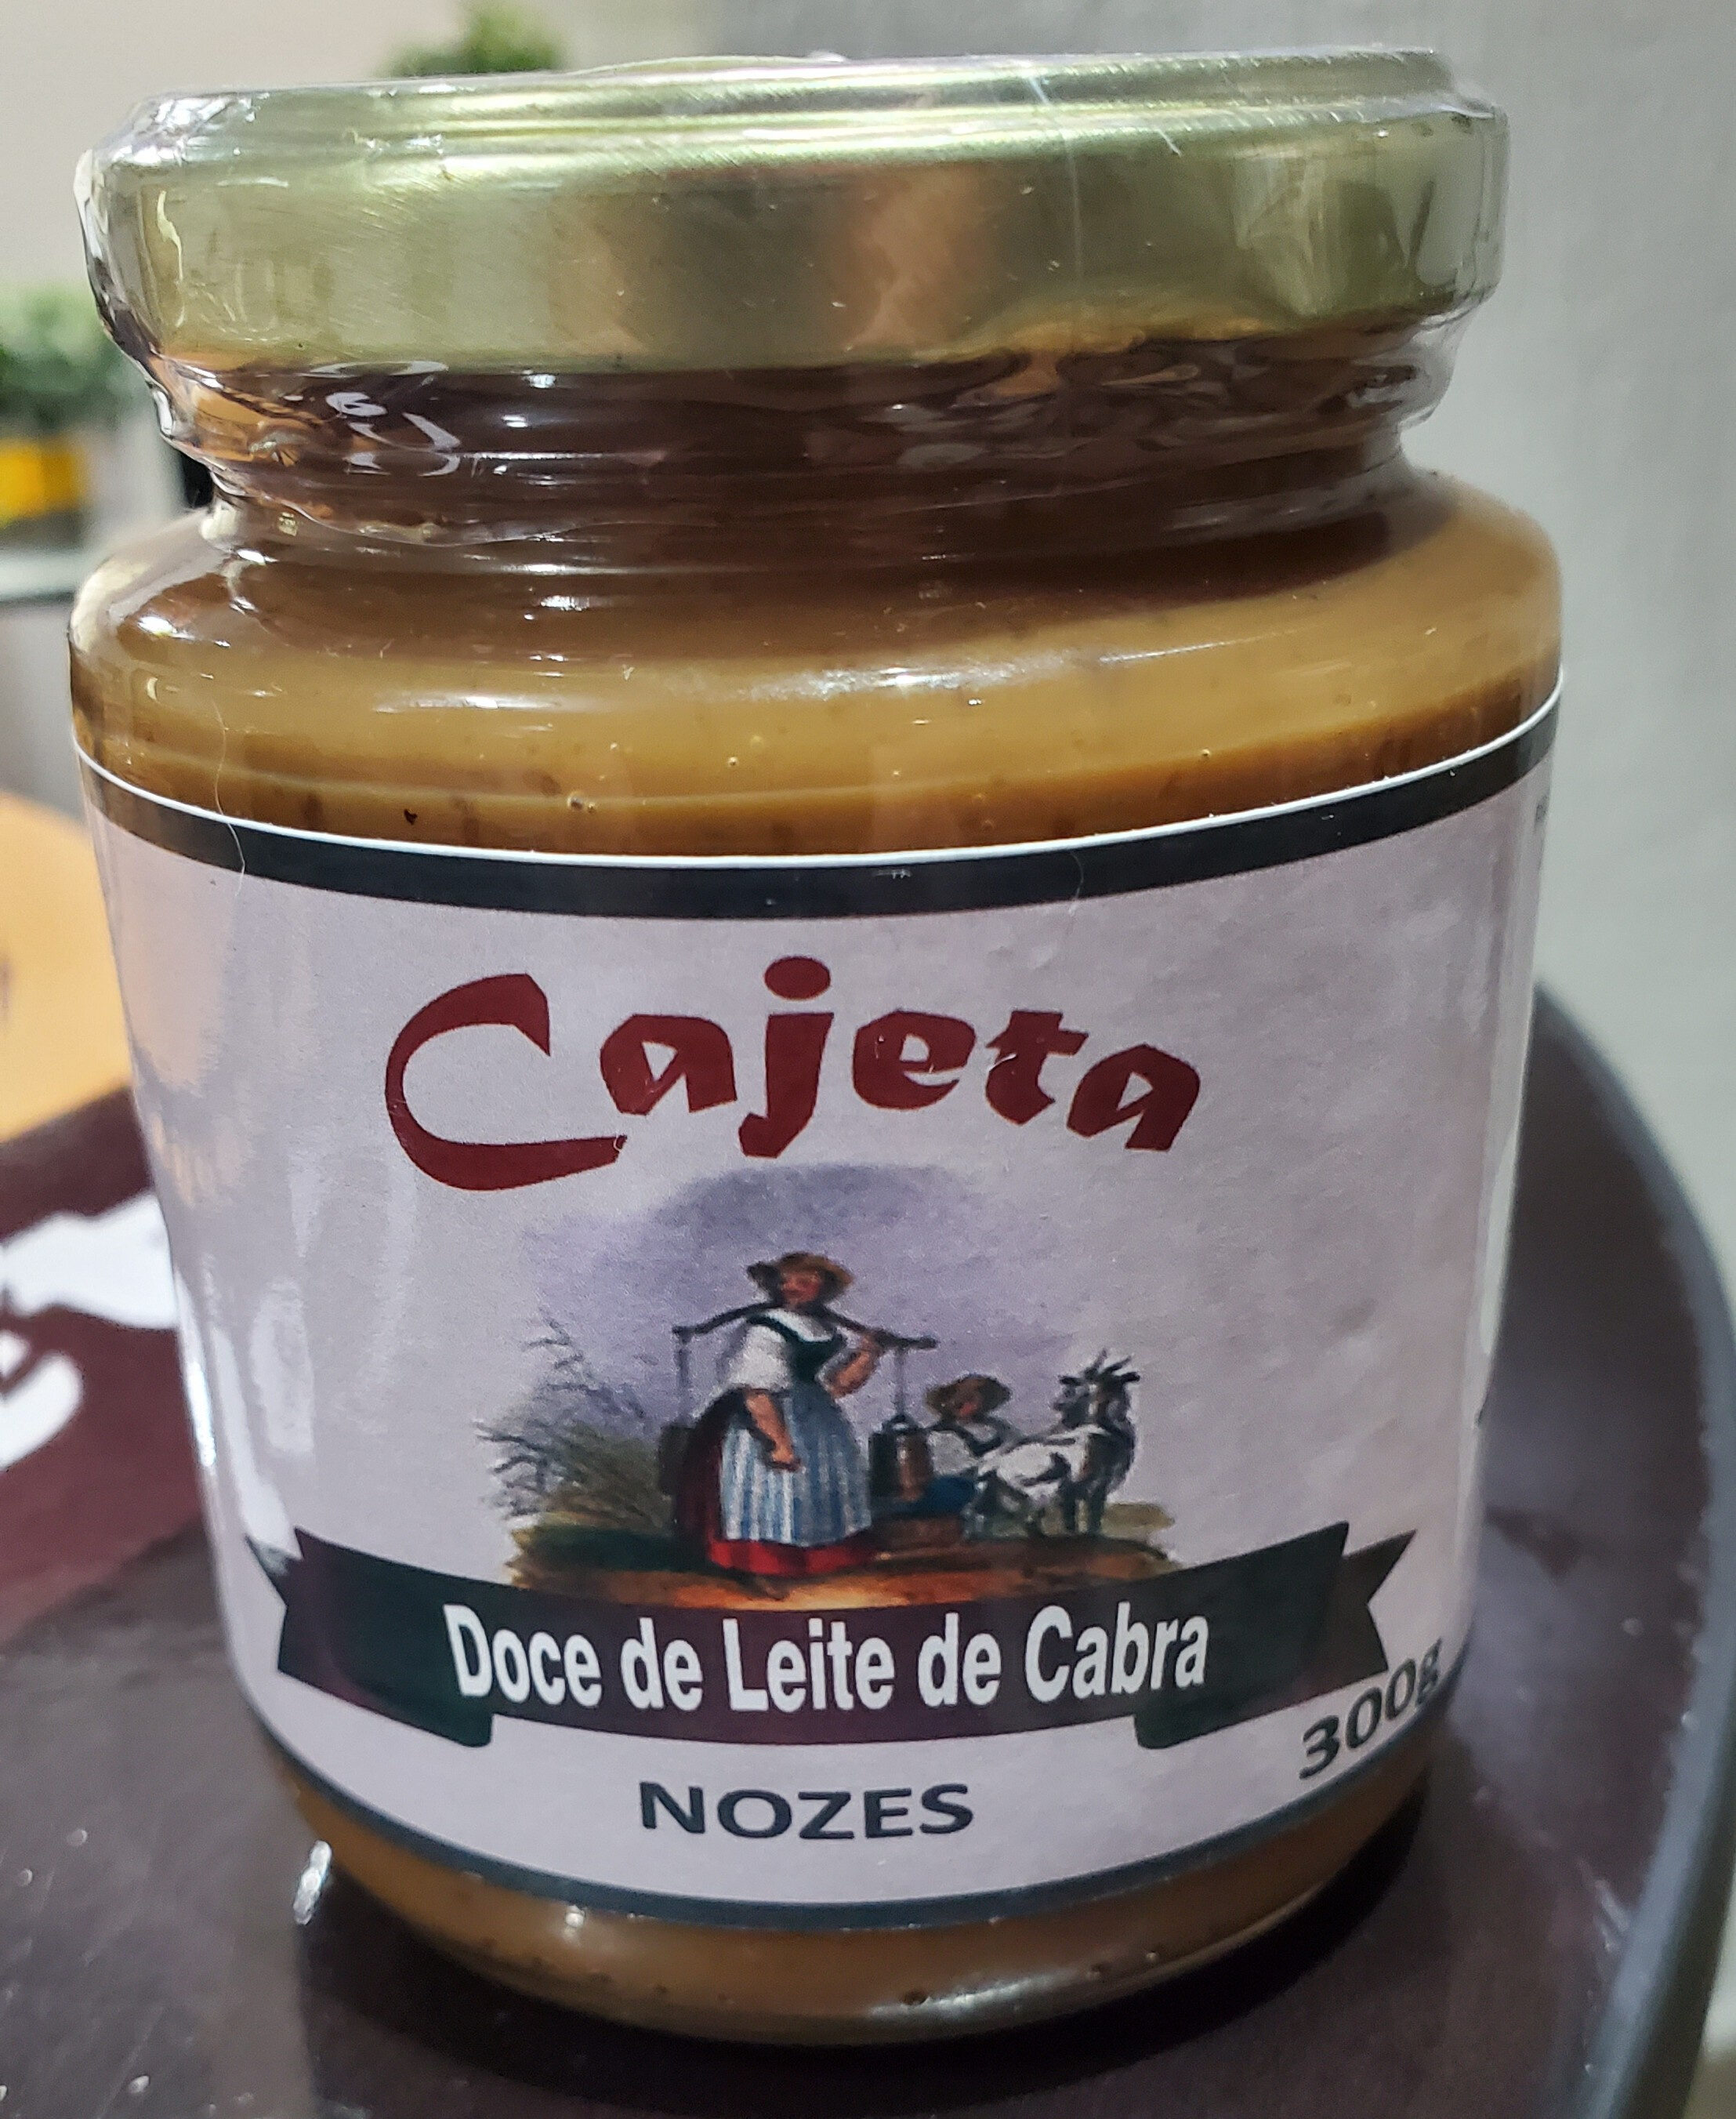 Cajeta
Doce de Leite de Cabra
300g
NOZES